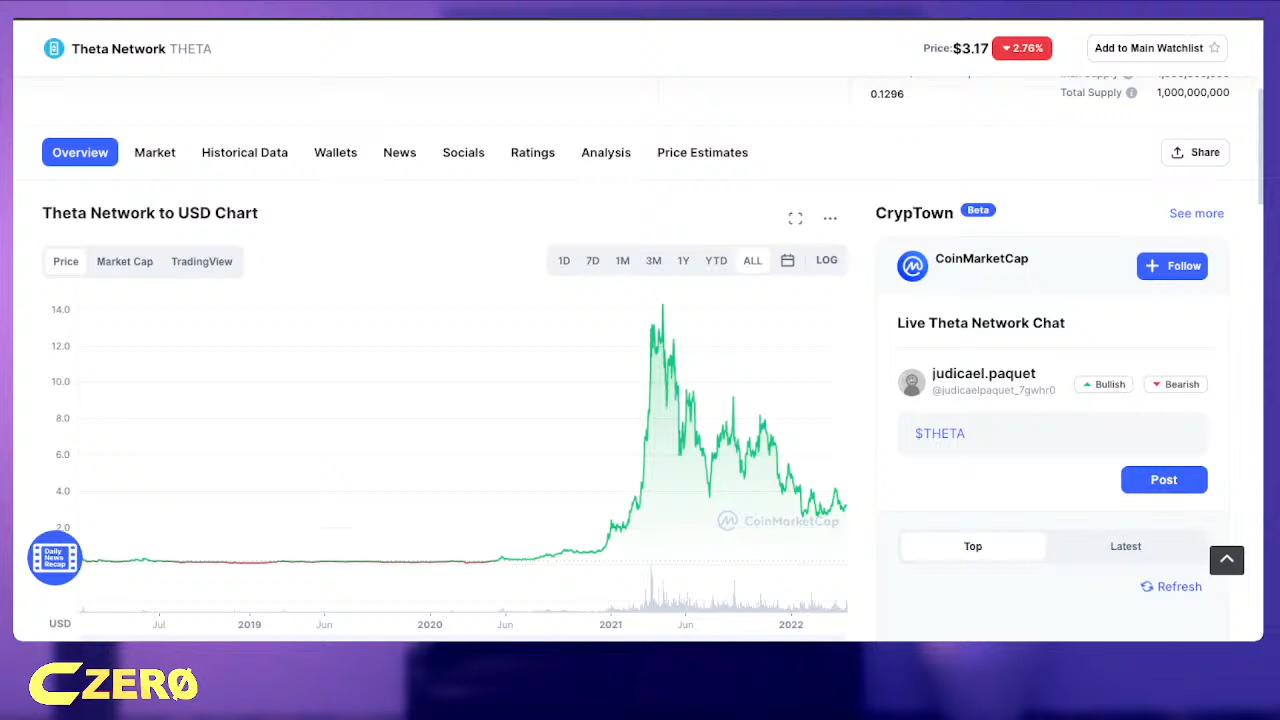 Theta Network THETA
Price:$3.17 2.76%
Add to Main Watchlist
0.1296
Total Supply 1,000,000,000
Overview Market Historical Data Wallets News Socials Ratings Analysis Price Estimates
Share
Theta Network to USD Chart
Price Market Cap TradingView
1D 7D 1M 3M 1Y YTD ALL LOG
14.0
12.0
10.0
8.0
6.0
4.0
2.0
CoinMarketCap
Daily
News
Recap
USD Jul 2019 Jun 2020 Jun 2021 Jun 2022
CrypTown Beta
See more
CoinMarketCap
Follow
Live Theta Network Chat
judicael.paquet
@judicaelpaquet_7gwhr0
Bullish Bearish
$THETA
Post
Top Latest
Refresh
CZERØ